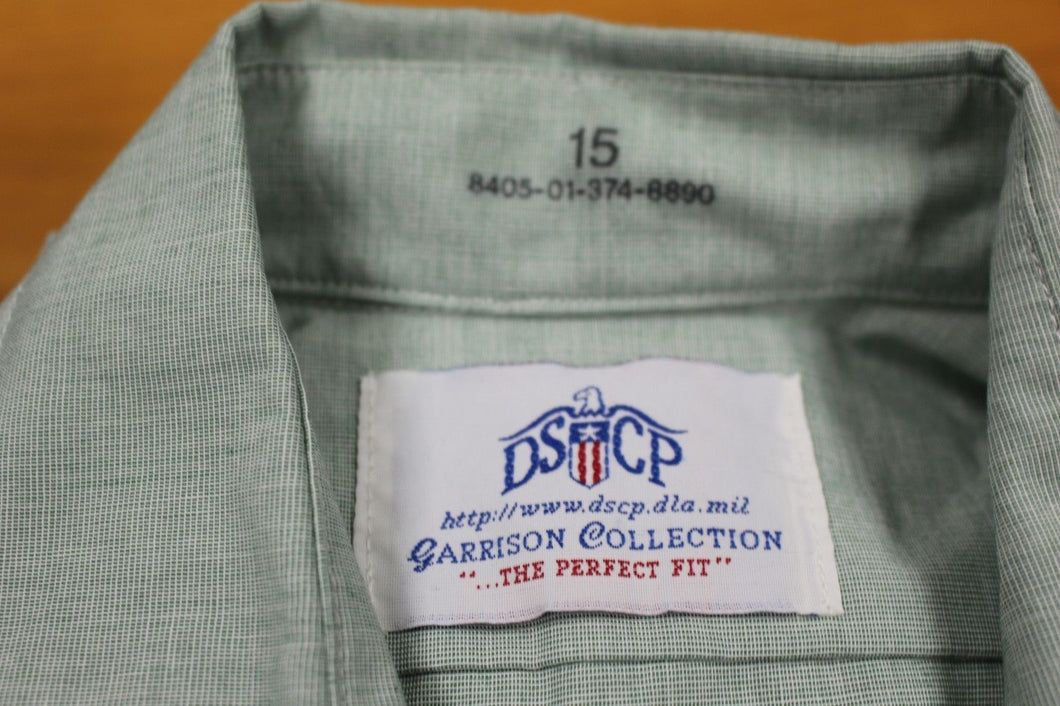 15
8405-01-374-8890
DSCP
http://www.dscp.dla.mil
GARRISON COLLECTION
"...THE PERFECT FIT"